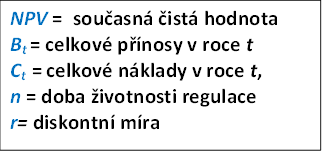 NPV = současná čistá hodnota
Bt = celkové přínosy v roce t
Ct = celkové náklady v roce t,
n = doba životnosti regulace
r= diskontní míra